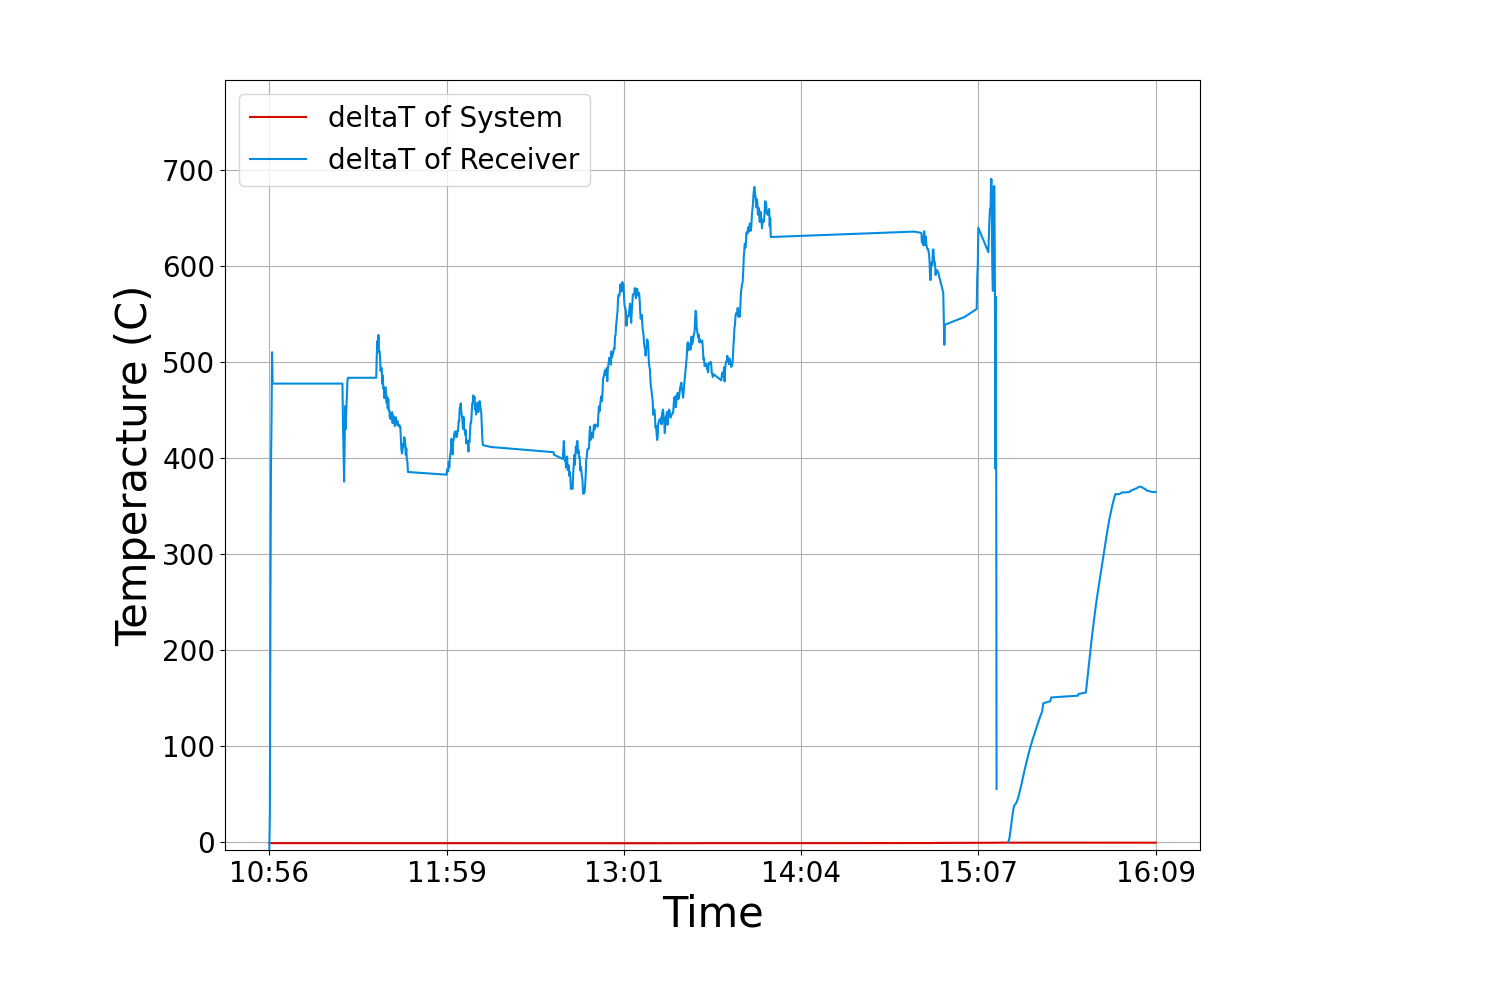 deltaT of System
deltaT of Receiver
700
600
500
400
300
200
100
0
Temperacture (C)
10:56 11:59 13:01 14:04 15:07 16:09
Time